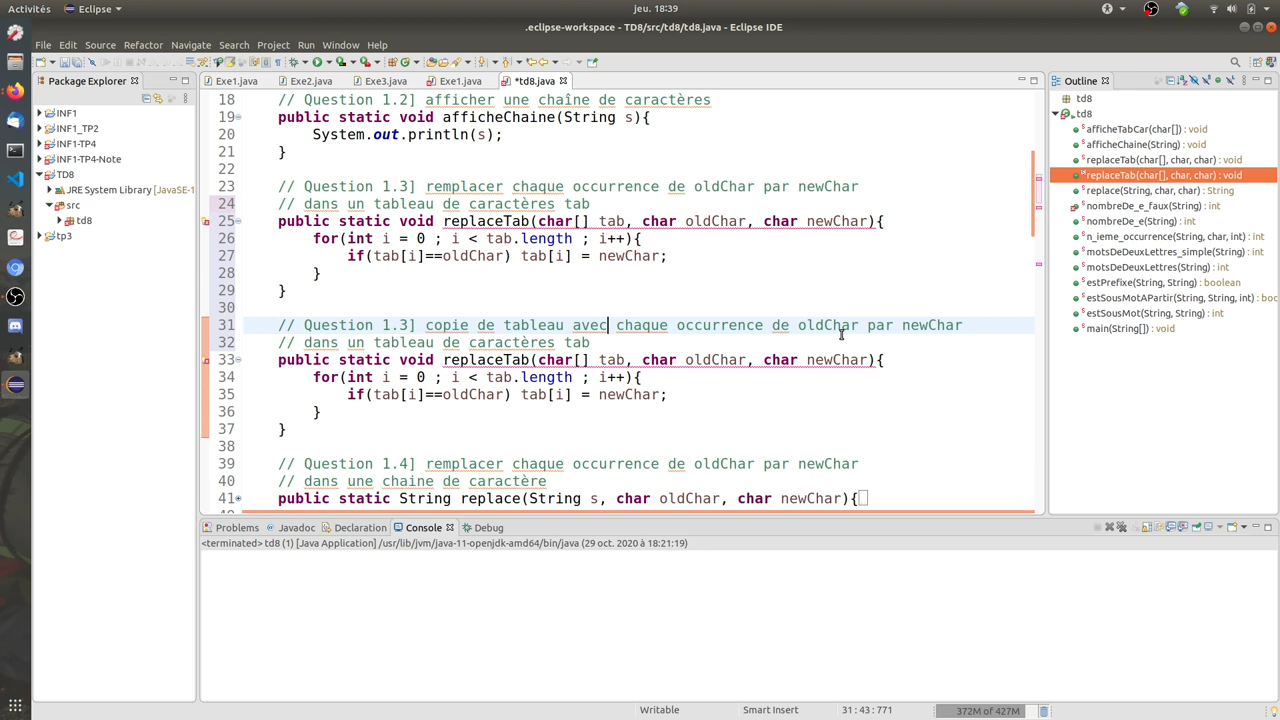 Activités
Eclipse
jeu. 18:39
.eclipse-workspace - TD8/src/td8/td8.java - Eclipse IDE
File Edit Source Refactor Navigate Search Project Run Window Help
Package Explorer
Exe1.java
Exe2.java
Exe3.java
Exe1.java
*td8.java
Outline
INF1
INF1_TP2
INF1-TP4
INF1-TP4-Note
TD8
JRE System Library [JavaSE-1
src
td8
tp3
18 // Question 1.2] afficher une chaîne de caractères
19 public static void afficheChaine(String s){
20 System.out.println(s);
21 }
22
23 // Question 1.3] remplacer chaque occurrence de oldChar par newChar
24 // dans un tableau de caractères tab
25 public static void replaceTab(char[] tab, char oldChar, char newChar){
26 for(int i = 0 ; i < tab.length ; i++){
27 if(tab[i]==oldChar) tab[i] = newChar;
28 }
29 }
30
31 // Question 1.3] copie de tableau avec chaque occurrence de oldChar par newChar
32 // dans un tableau de caractères tab
33 public static void replaceTab(char[] tab, char oldChar, char newChar){
34 for(int i = 0 ; i < tab.length ; i++){
35 if(tab[i]==oldChar) tab[i] = newChar;
36 }
37 }
38
39 // Question 1.4] remplacer chaque occurrence de oldChar par newChar
40 // dans une chaine de caractère
41 public static String replace(String s, char oldChar, char newChar){
td8
td8
afficheTabCar(char[]) : void
afficheChaine(String) : void
replaceTab(char[], char, char) : void
replaceTab(char[], char, char) : void
replace(String, char, char) : String
nombreDe_e_faux(String) : int
nombreDe_e(String) : int
n_ieme_occurrence(String, char, int) : int
motsDeDeuxLettres_simple(String) : int
motsDeDeuxLettres(String) : int
estPrefixe(String, String) : boolean
estSousMotAPartir(String, String, int) : boo
estSousMot(String, String) : int
main(String[]) : void
Problems
Javadoc
Declaration
Console
Debug
<terminated> td8 (1) [Java Application] /usr/lib/jvm/java-11-openjdk-amd64/bin/java (29 oct. 2020 à 18:21:19)
Writable
Smart Insert
31 : 43 : 771
372M of 427M